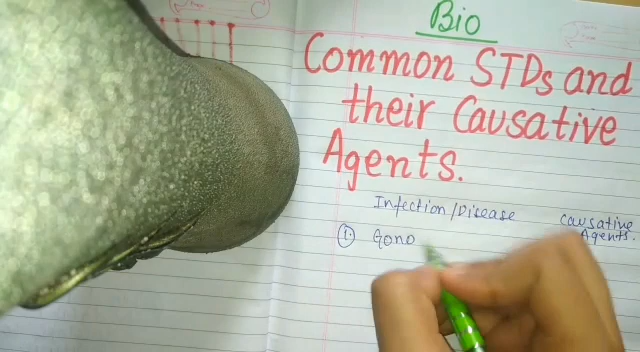 Bio
Common STDs and
their Causative
Agents.
Infection/Disease
Causative
Agents.
① Gono